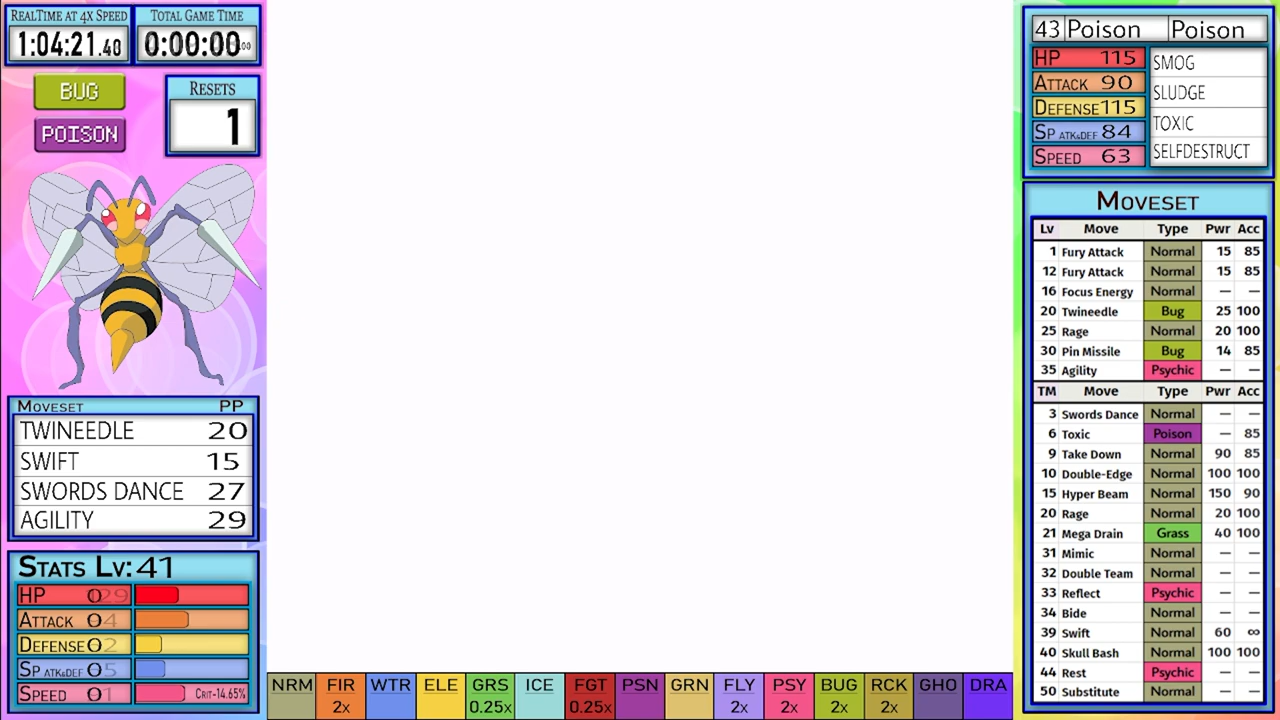 REALTIME AT 4X SPEED
1:04:21.40
TOTAL GAME TIME
0:00:00.00
BUG
POISON
RESETS
1
MOVESET PP
TWINEEDLE 20
SWIFT 15
SWORDS DANCE 27
AGILITY 29
STATS LV: 41
HP
ATTACK
DEFENSE
SP ATK&DEF
SPEED
CRIT-14.65%
NRM FIR WTR ELE GRS ICE FGT PSN GRN FLY PSY BUG RCK GHO DRA
2x 0.25x 0.25x 2x 2x 2x 2x
43 Poison Poison
HP 115
ATTACK 90
DEFENSE 115
SP ATK&DEF 84
SPEED 63
SMOG
SLUDGE
TOXIC
SELFDESTRUCT
MOVESET
Lv Move Type Pwr Acc
1 Fury Attack Normal 15 85
12 Fury Attack Normal 15 85
16 Focus Energy Normal — —
20 Twineedle Bug 25 100
25 Rage Normal 20 100
30 Pin Missile Bug 14 85
35 Agility Psychic — —
TM Move Type Pwr Acc
3 Swords Dance Normal — —
6 Toxic Poison — 85
9 Take Down Normal 90 85
10 Double-Edge Normal 100 100
15 Hyper Beam Normal 150 90
20 Rage Normal 20 100
21 Mega Drain Grass 40 100
31 Mimic Normal — —
32 Double Team Normal — —
33 Reflect Psychic — —
34 Bide Normal — —
39 Swift Normal 60 ∞
40 Skull Bash Normal 100 100
44 Rest Psychic — —
50 Substitute Normal — —